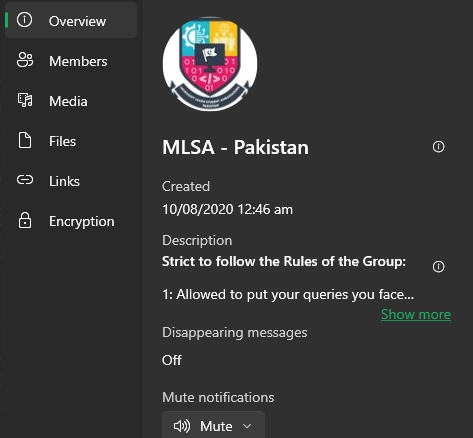 Overview
Members
Media
Files
Links
Encryption
MLSA - Pakistan
Created
10/08/2020 12:46 am
Description
Strict to follow the Rules of the Group:
1: Allowed to put your queries you face...
Show more
Disappearing messages
Off
Mute notifications
Mute